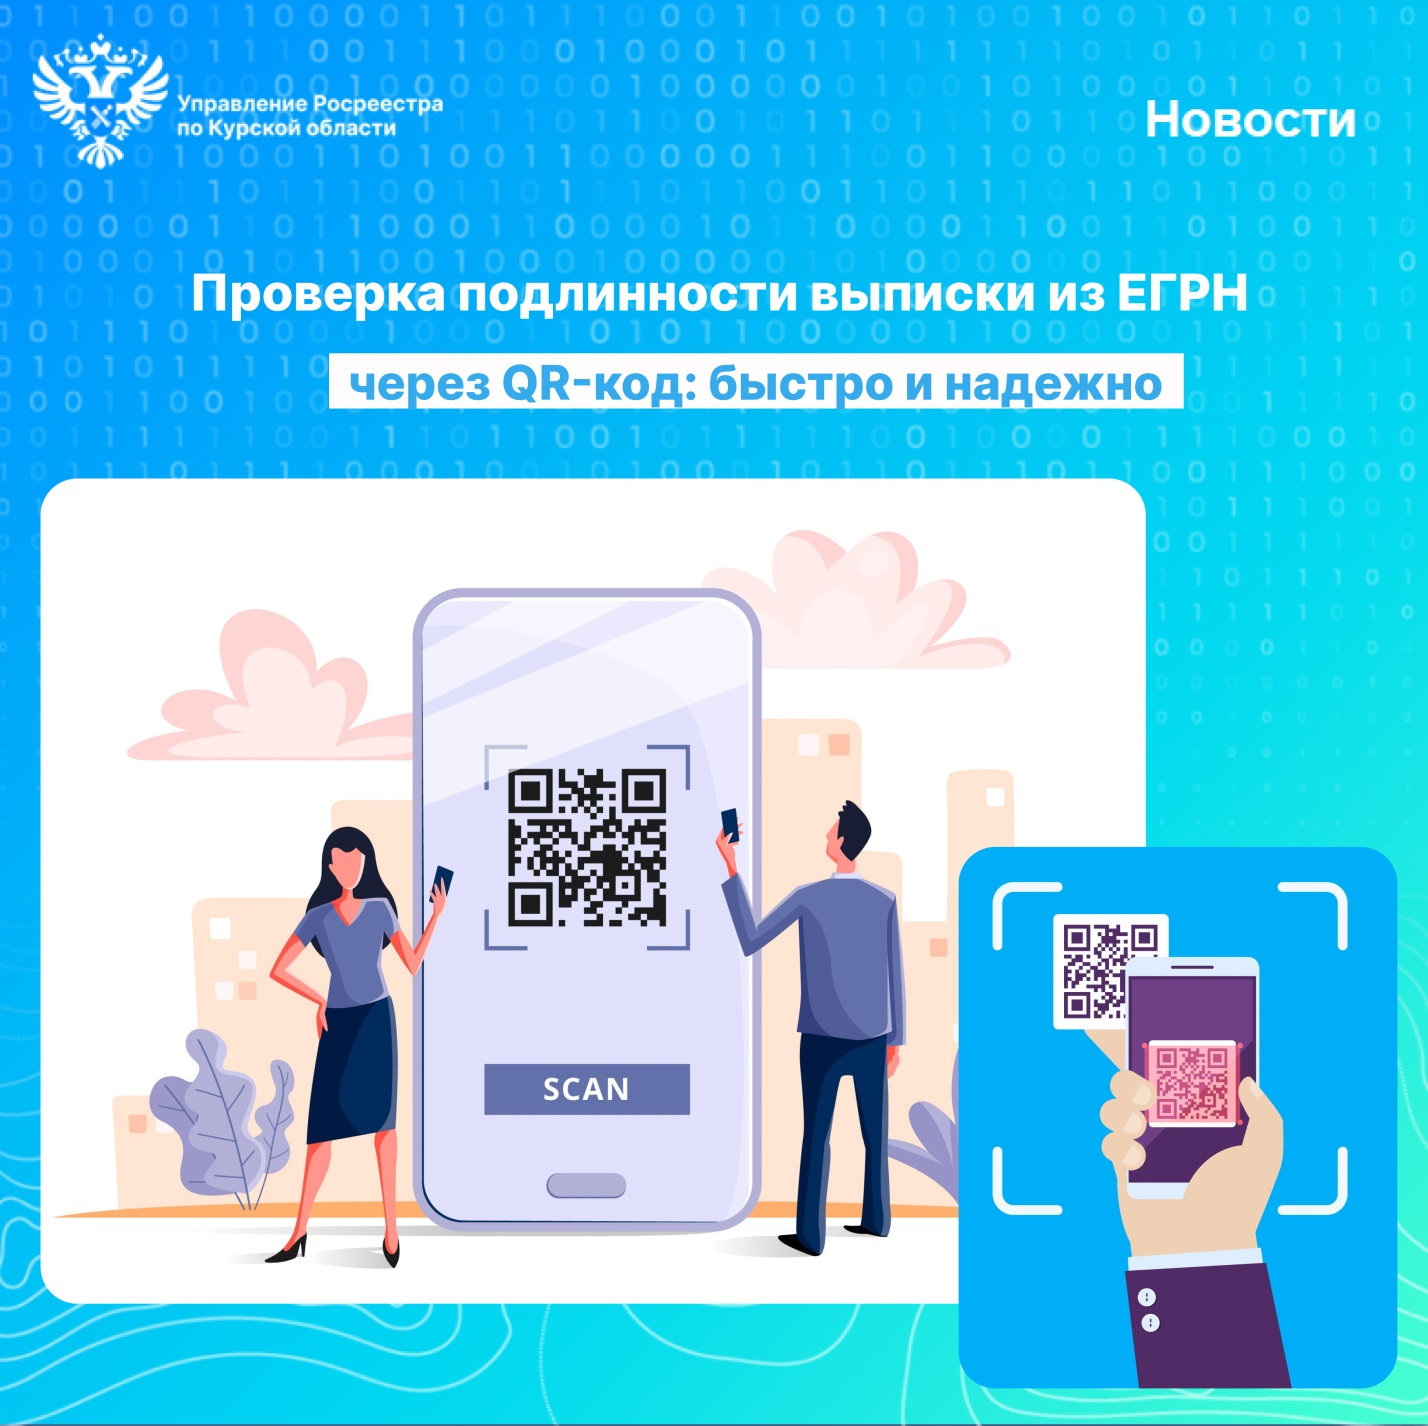 Управление Росреестра
по Курской области
Новости
Проверка подлинности выписки из ЕГРН
через QR-код: быстро и надежно
SCAN